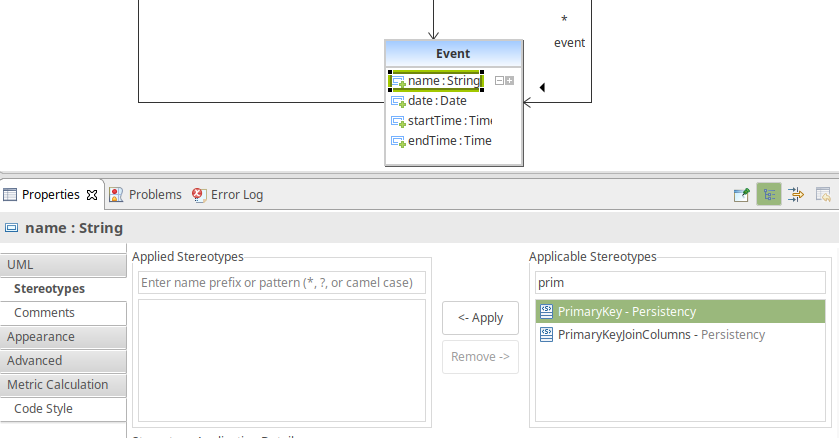 *
event
Event
name : String
date : Date
startTime : Time
endTime : Time
Properties Problems Error Log
name : String
UML
Stereotypes
Comments
Appearance
Advanced
Metric Calculation
Code Style
Applied Stereotypes
Enter name prefix or pattern (*, ?, or camel case)
<- Apply
Remove ->
Applicable Stereotypes
prim
PrimaryKey - Persistency
PrimaryKeyJoinColumns - Persistency